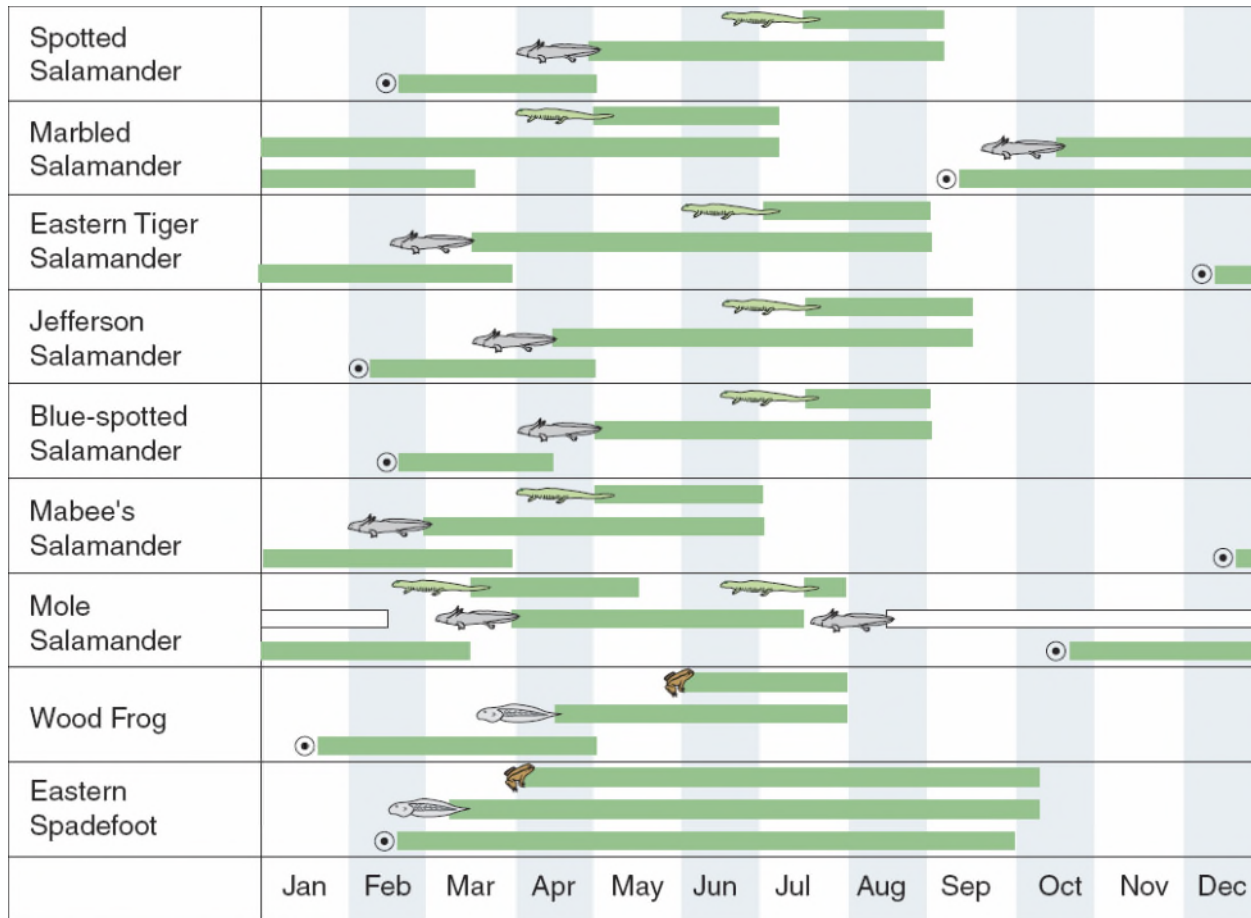 Spotted
Salamander
Marbled
Salamander
Eastern Tiger
Salamander
Jefferson
Salamander
Blue-spotted
Salamander
Mabee's
Salamander
Mole
Salamander
Wood Frog
Eastern
Spadefoot
Jan Feb Mar Apr May Jun Jul Aug Sep Oct Nov Dec